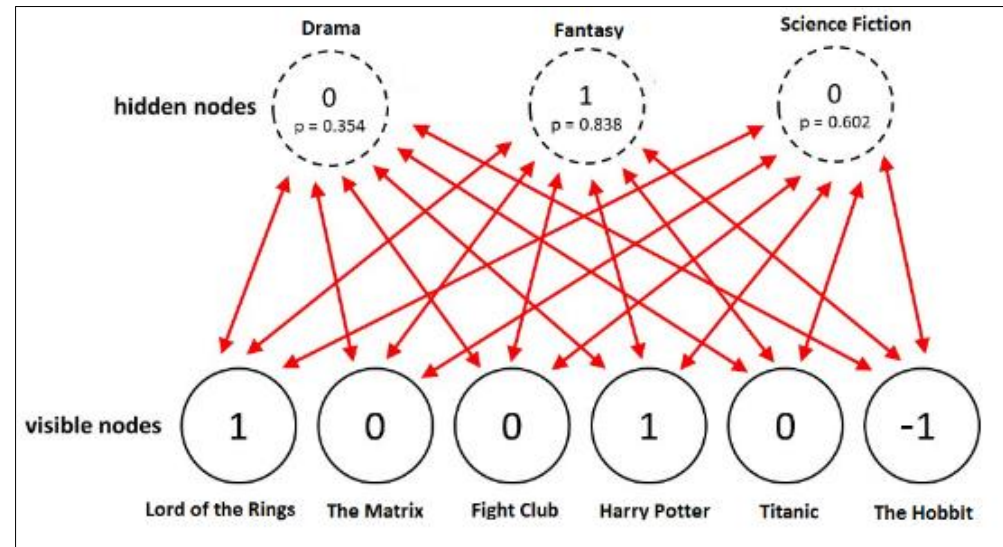 Drama
Fantasy
Science Fiction
hidden nodes
0
p = 0.354
1
p = 0.838
0
p = 0.602
visible nodes
1
0
0
1
0
-1
Lord of the Rings
The Matrix
Fight Club
Harry Potter
Titanic
The Hobbit